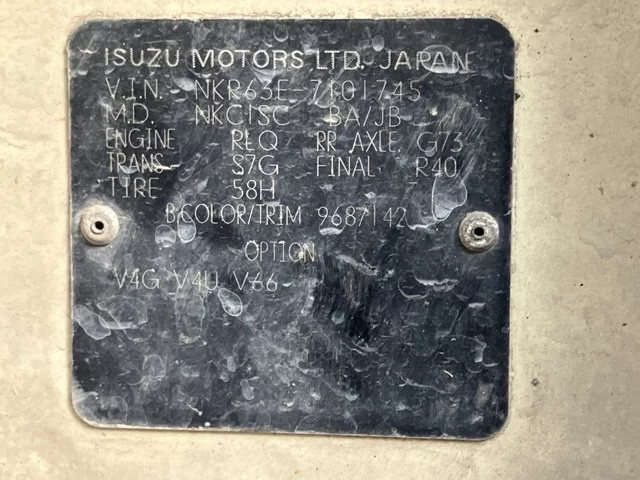 ISUZU MOTORS LTD. JAPAN
V.I.N. NKR63E-7101745
M.D. NKC1SC BA/JB
ENGINE RLQ RR AXLE G73
TRANS S7G FINAL R40
TIRE 58H
B.COLOR/TRIM 9687142
OPTION
V4G V4U V66